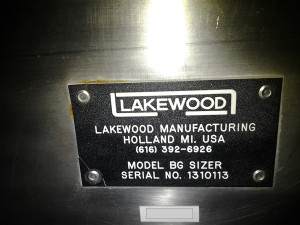 LAKEWOOD
LAKEWOOD MANUFACTURING
HOLLAND MI. USA
(616) 392-6926
MODEL BG SIZER
SERIAL NO. 1310113